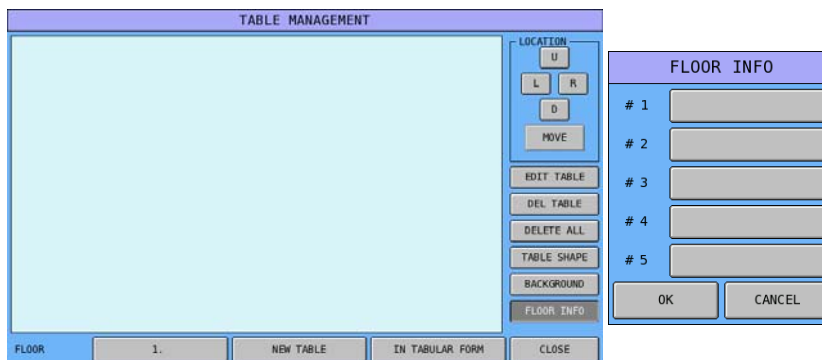 TABLE MANAGEMENT
LOCATION
U
L R
D
MOVE
EDIT TABLE
DEL TABLE
DELETE ALL
TABLE SHAPE
BACKGROUND
FLOOR INFO
FLOOR 1. NEW TABLE IN TABULAR FORM CLOSE
FLOOR INFO
# 1
# 2
# 3
# 4
# 5
OK CANCEL